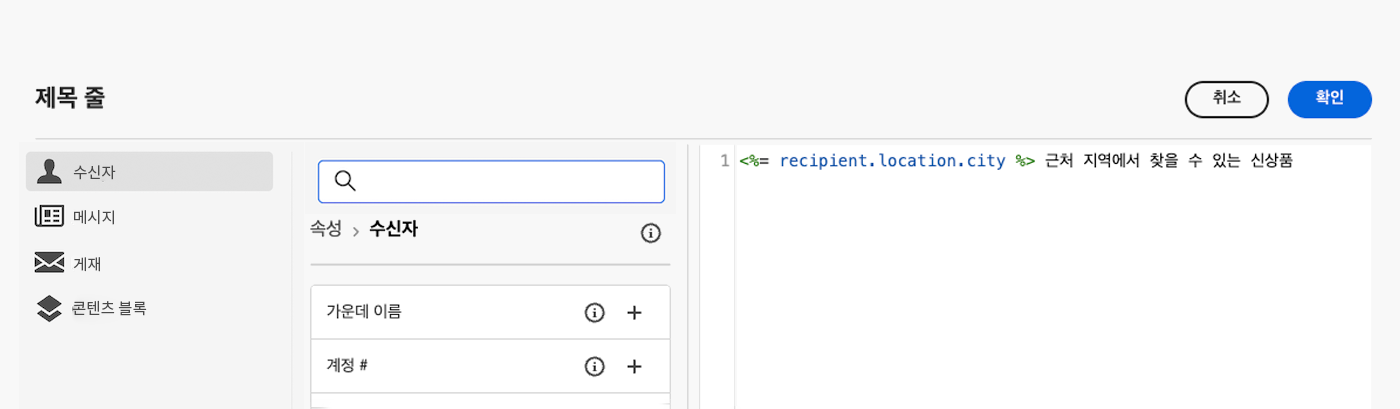 제목 줄
취소
확인
수신자
메시지
게재
콘텐츠 블록
속성 > 수신자
가운데 이름
계정 #
1 <%= recipient.location.city %> 근처 지역에서 찾을 수 있는 신상품